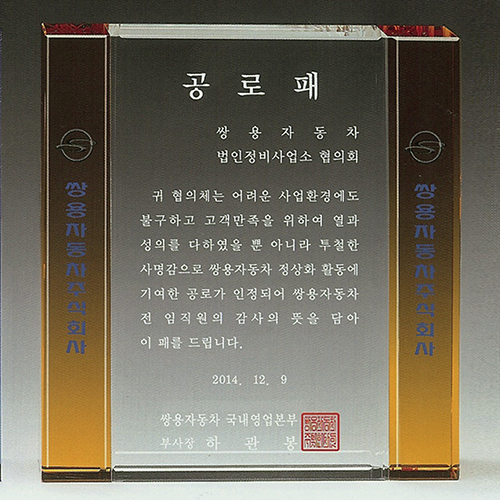 공로패
쌍용자동차
법인정비사업소 협의회
귀 협의체는 어려운 사업환경에도
불구하고 고객만족을 위하여 열과
성의를 다하였을 뿐 아니라 투철한
사명감으로 쌍용자동차 정상화 활동에
기여한 공로가 인정되어 쌍용자동차
전 임직원의 감사의 뜻을 담아
이 패를 드립니다.
2014. 12. 9
쌍용자동차 국내영업본부
부사장 하관봉
쌍용자동차주식회사
쌍용자동차주식회사